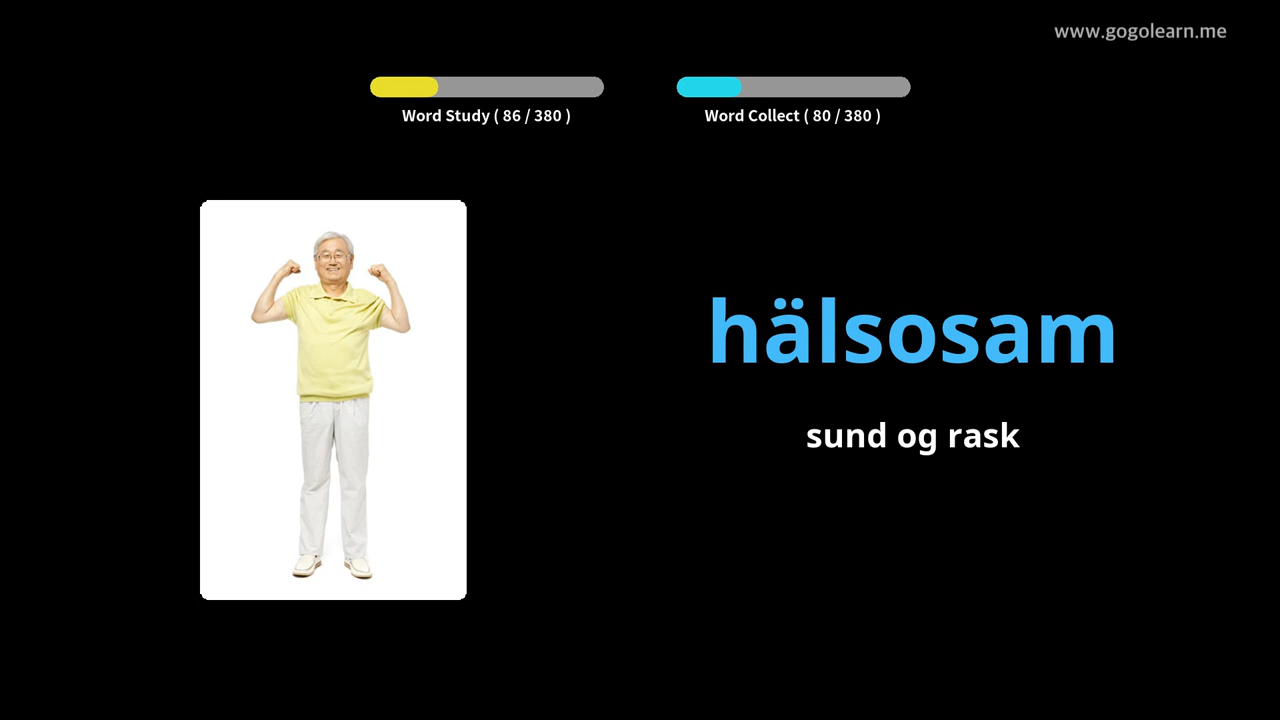 www.gogolearn.me
Word Study ( 86 / 380 )
Word Collect ( 80 / 380 )
hälsosam
sund og rask